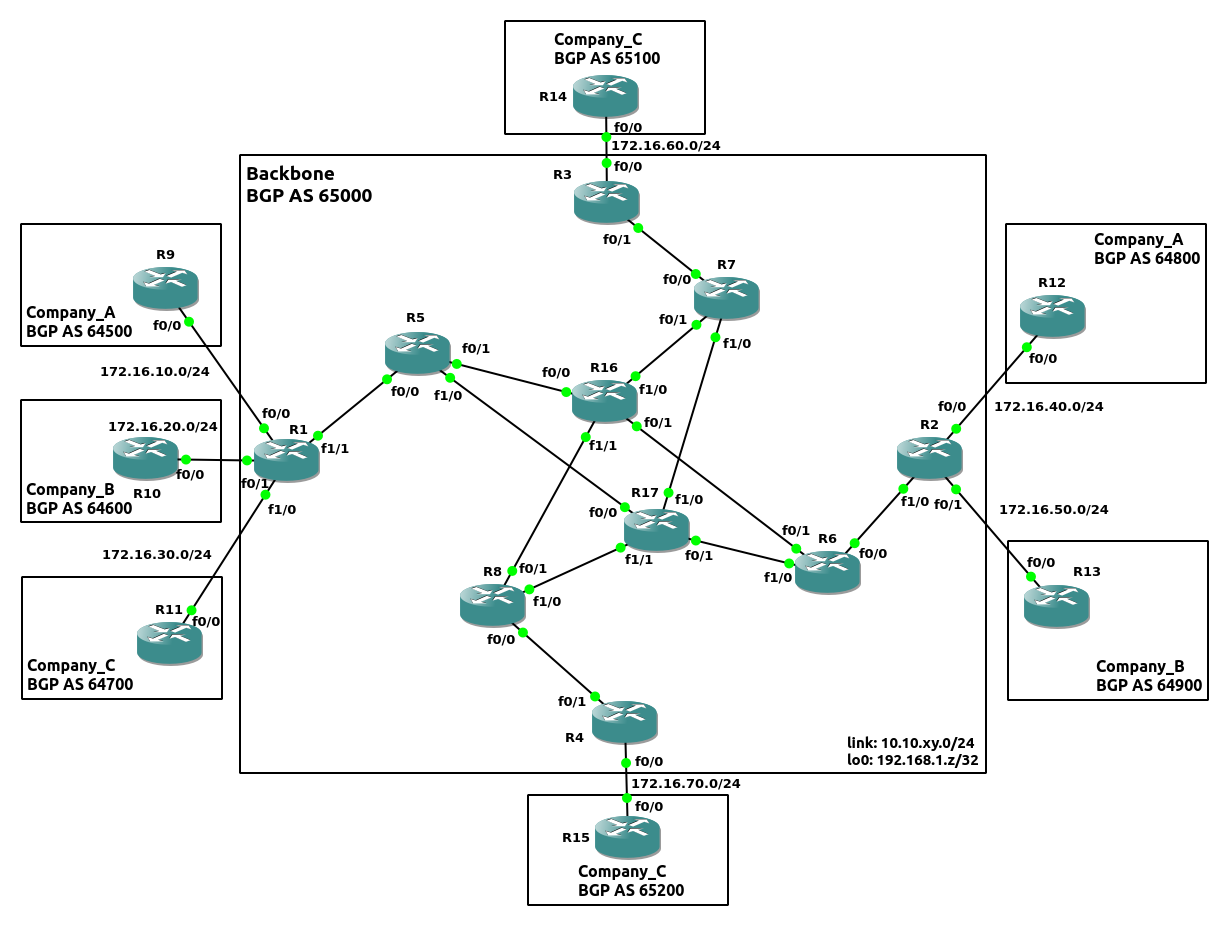 Company_C
BGP AS 65100
R14
f0/0
172.16.60.0/24
f0/0
R3
f0/1
Backbone
BGP AS 65000
R9
Company_A
BGP AS 64500
f0/0
172.16.10.0/24
f0/0
172.16.20.0/24
R1
f1/1
f0/0
f0/1
Company_B
BGP AS 64600
R10
f1/0
172.16.30.0/24
R11
f0/0
Company_C
BGP AS 64700
R5
f0/1
f0/0
f1/0
R7
f0/0
f0/1
f1/0
R16
f0/0
f1/0
f0/1
f1/1
R17
f1/0
f0/0
f1/1
f0/1
R6
f0/1
f1/0
f0/0
R8
f0/1
f1/0
f0/0
f0/1
R4
f0/0
Company_A
BGP AS 64800
R12
f0/0
172.16.40.0/24
f0/0
R2
f1/0
f0/1
172.16.50.0/24
f0/0
R13
Company_B
BGP AS 64900
link: 10.10.xy.0/24
lo0: 192.168.1.z/32
172.16.70.0/24
f0/0
R15
Company_C
BGP AS 65200